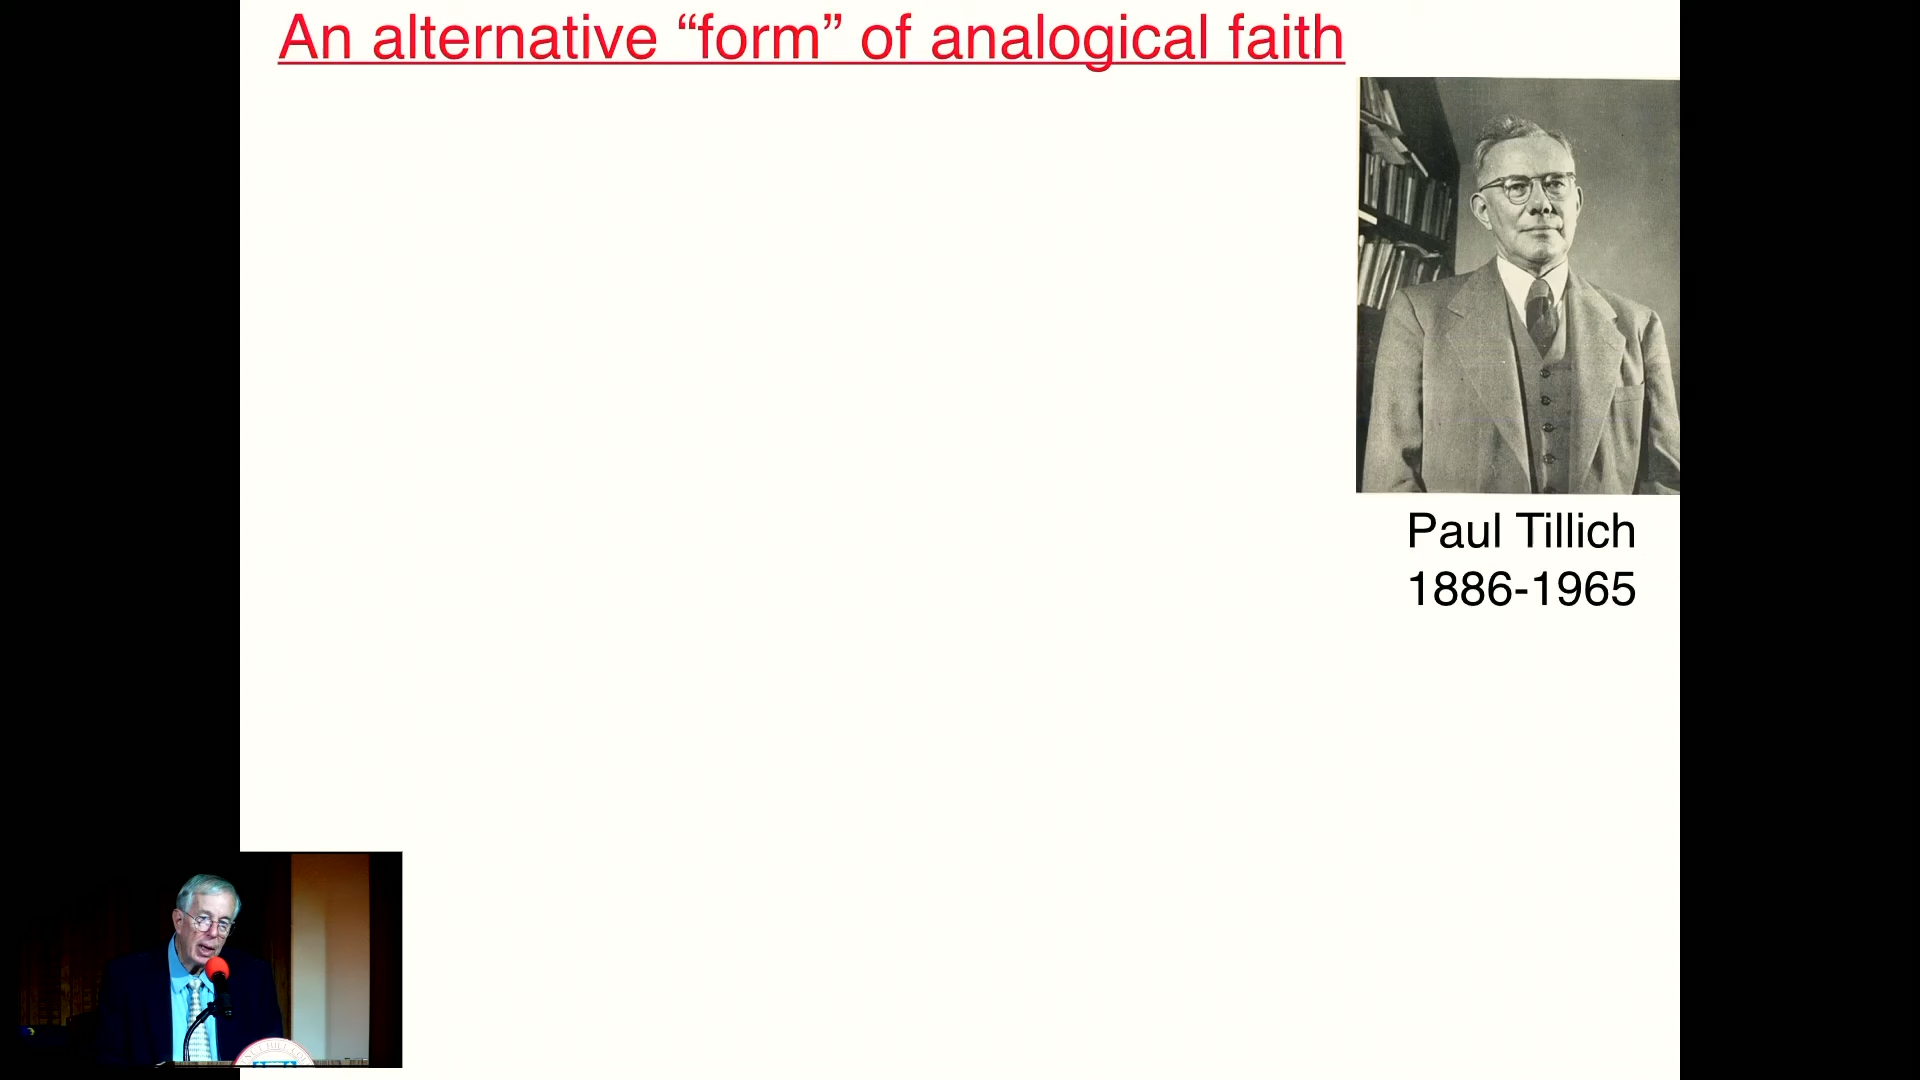 An alternative “form” of analogical faith
Paul Tillich
1886-1965